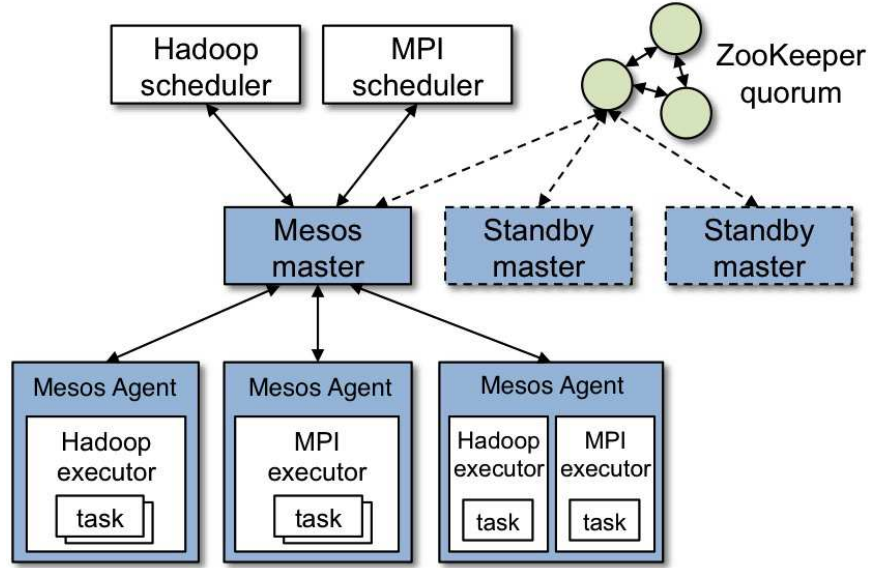 Hadoop
scheduler
MPI
scheduler
ZooKeeper
quorum
Mesos
master
Standby
master
Standby
master
Mesos Agent
Hadoop
executor
task
Mesos Agent
MPI
executor
task
Mesos Agent
Hadoop
executor
task
MPI
executor
task